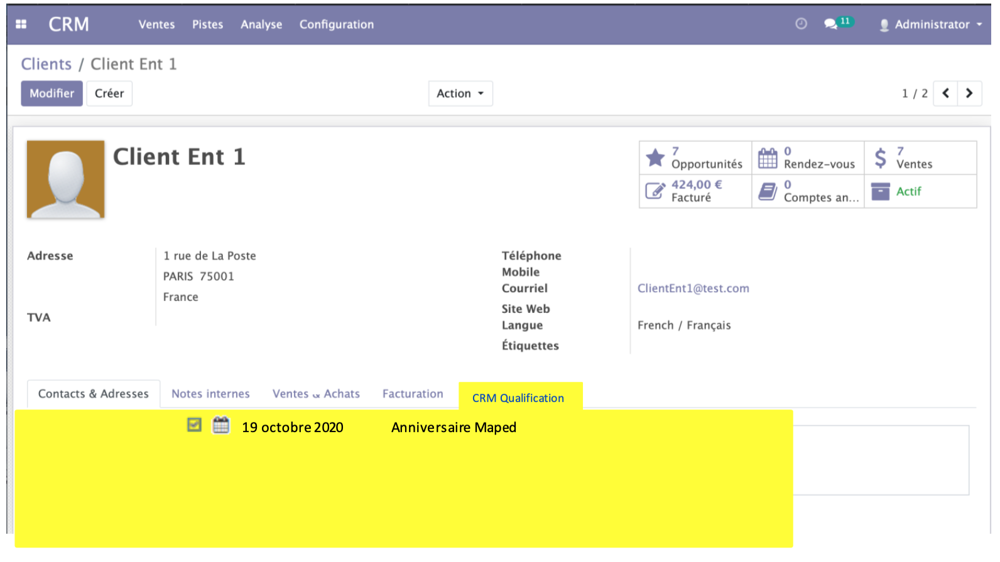 CRM Ventes Pistes Analyse Configuration 11 Administrator
Clients / Client Ent 1
Modifier Créer Action 1 / 2
Client Ent 1
7 Opportunités
0 Rendez-vous
$ 7 Ventes
424,00 € Facturé
0 Comptes an...
Actif
Adresse
1 rue de La Poste
PARIS 75001
France
TVA
Téléphone
Mobile
Courriel ClientEnt1@test.com
Site Web
Langue French / Français
Étiquettes
Contacts & Adresses Notes internes Ventes & Achats Facturation CRM Qualification
19 octobre 2020 Anniversaire Maped